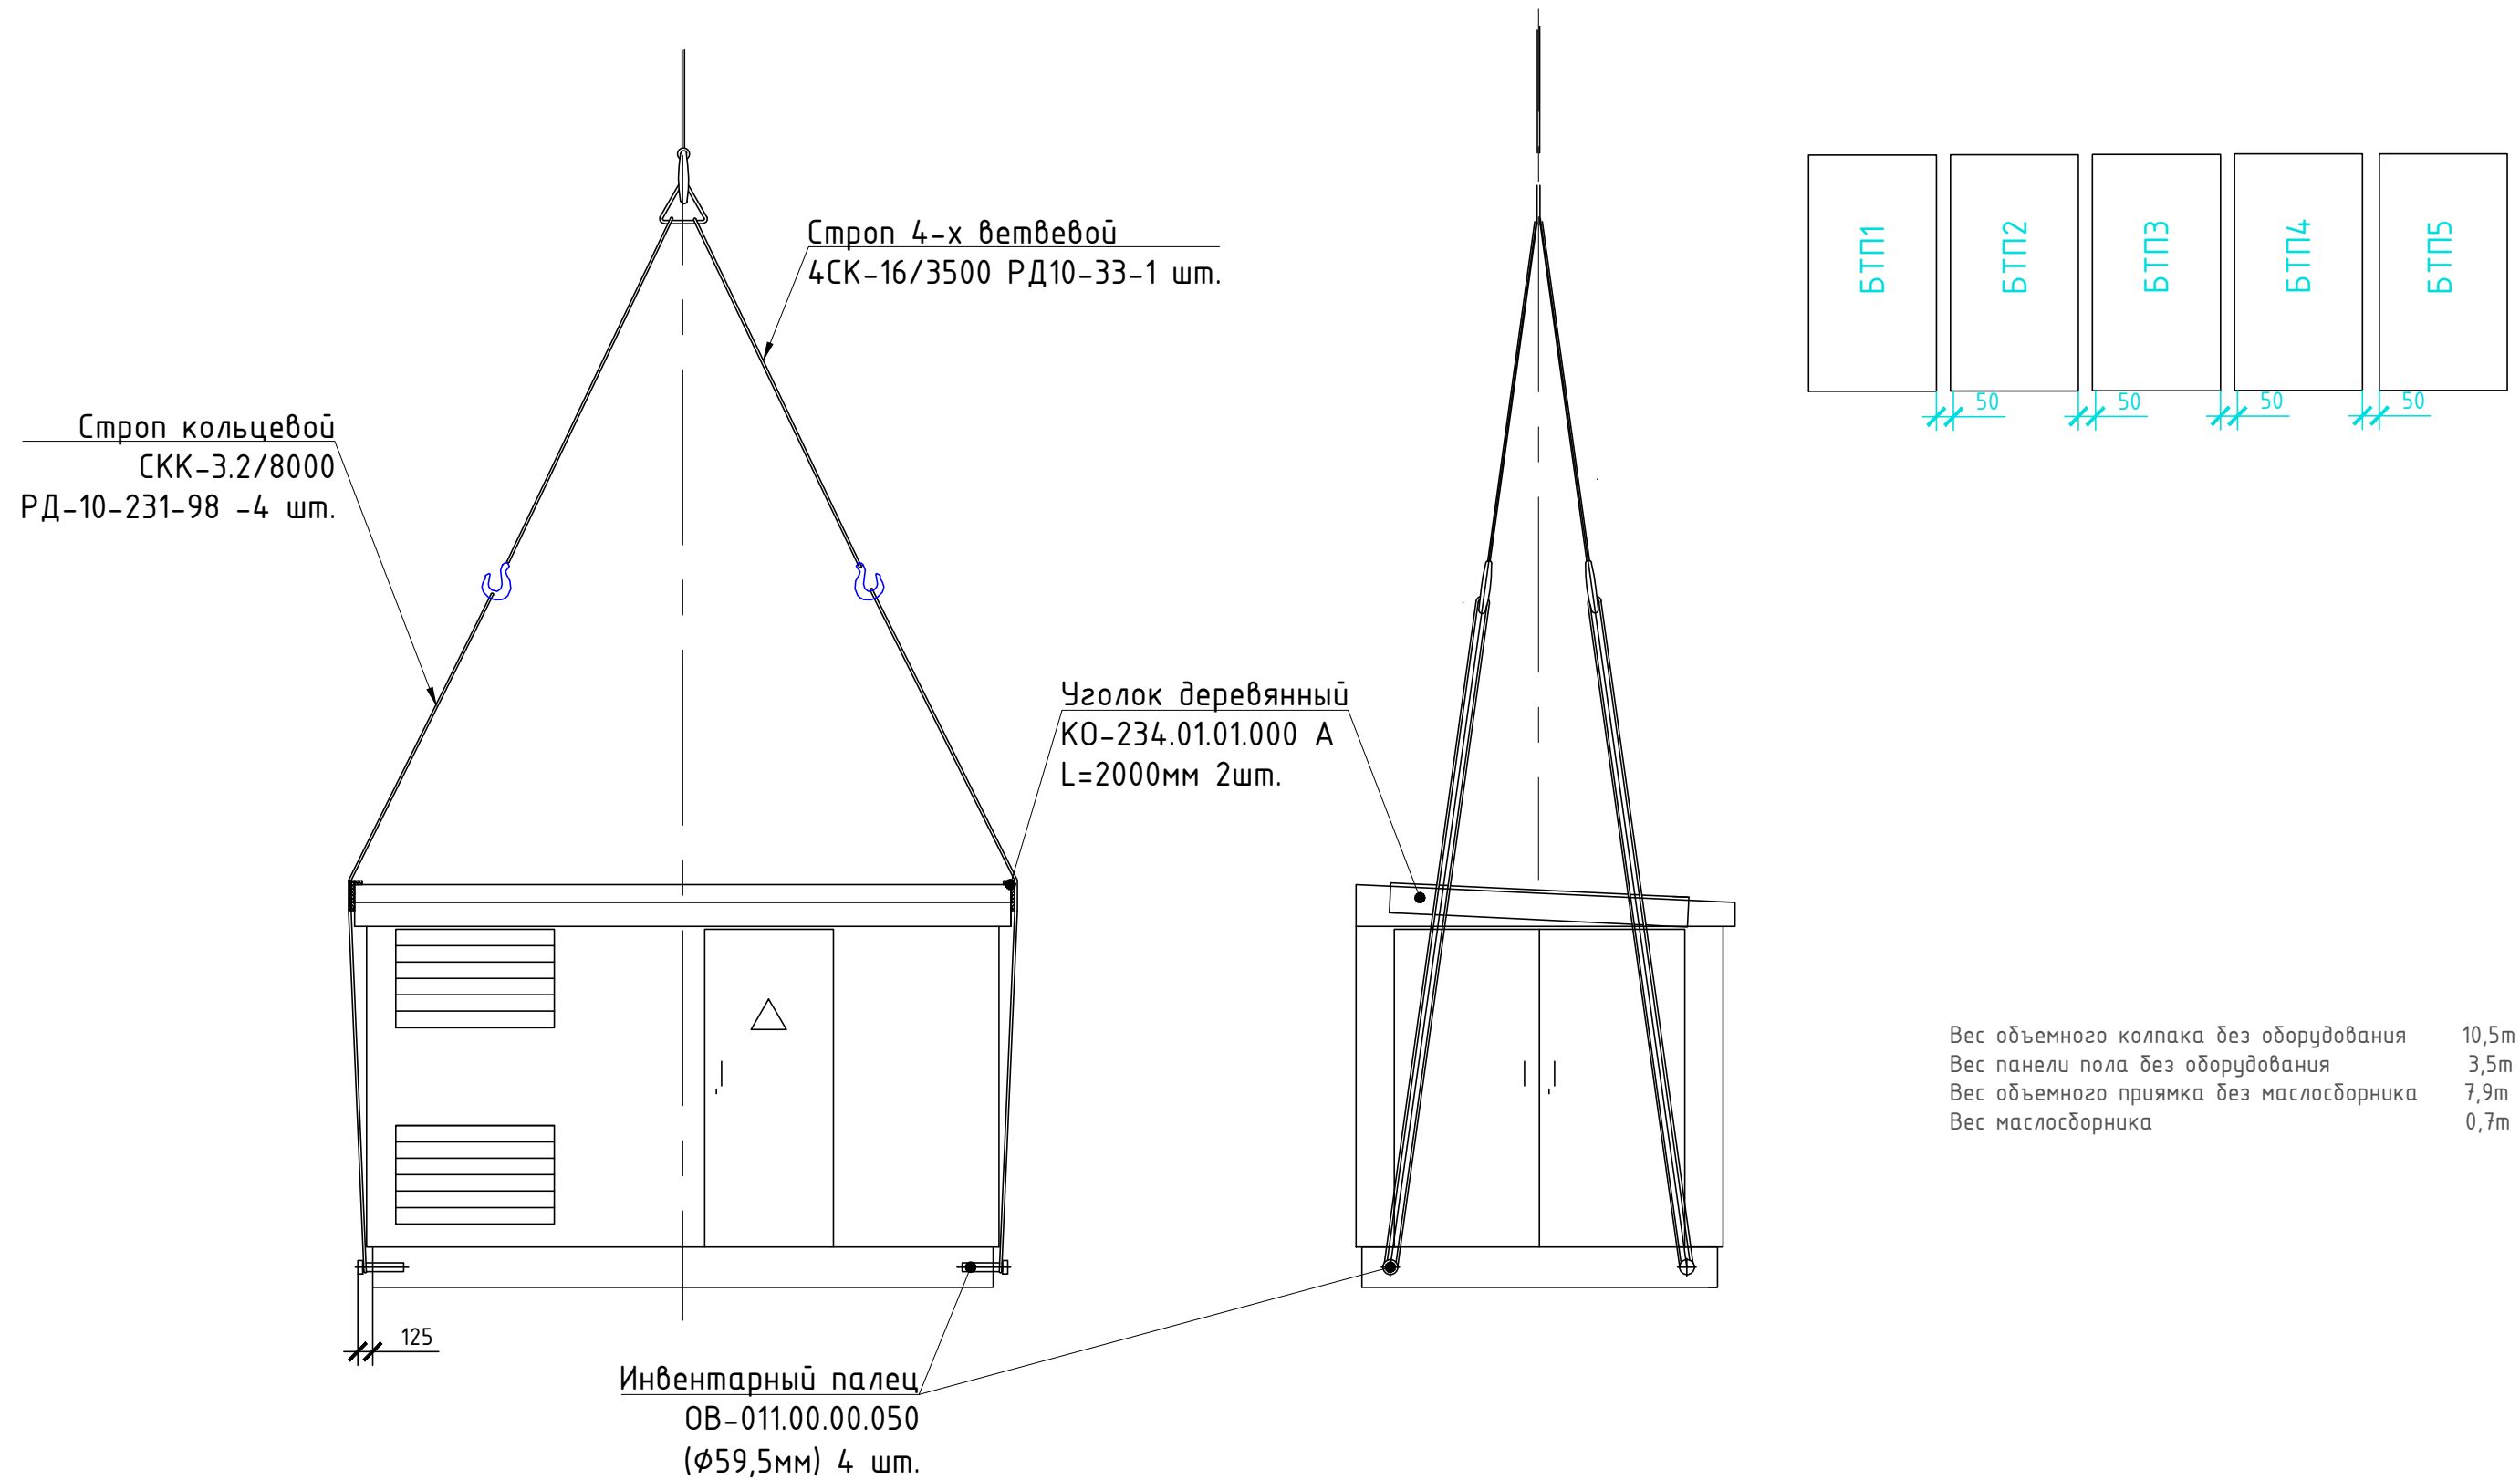 Строп 4-х ветвевой
4СК-16/3500 РД10-33-1 шт.
БТП1
БТП2
БТП3
БТП4
БТП5
50
50
50
50
Строп кольцевой
СКК-3.2/8000
РД-10-231-98 -4 шт.
Уголок деревянный
КО-234.01.01.000 А
L=2000мм 2шт.
Вес объемного колпака без оборудования 10,5т
Вес панели пола без оборудования 3,5т
Вес объемного приямка без маслосборника 7,9т
Вес маслосборника 0,7т
125
Инвентарный палец
ОВ-011.00.00.050
(Ф59,5мм) 4 шт.